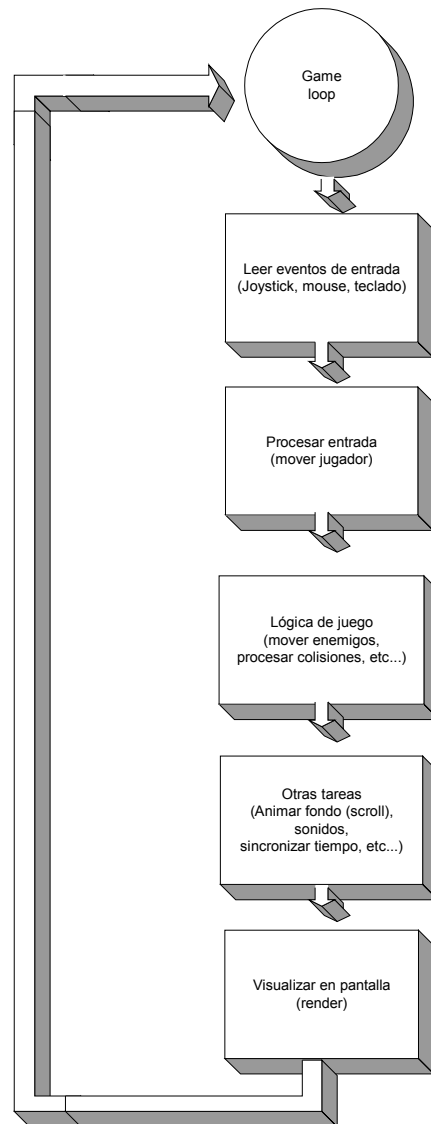 Game
loop
Leer eventos de entrada
(Joystick, mouse, teclado)
Procesar entrada
(mover jugador)
Lógica de juego
(mover enemigos,
procesar colisiones, etc...)
Otras tareas
(Animar fondo (scroll),
sonidos,
sincronizar tiempo, etc...)
Visualizar en pantalla
(render)